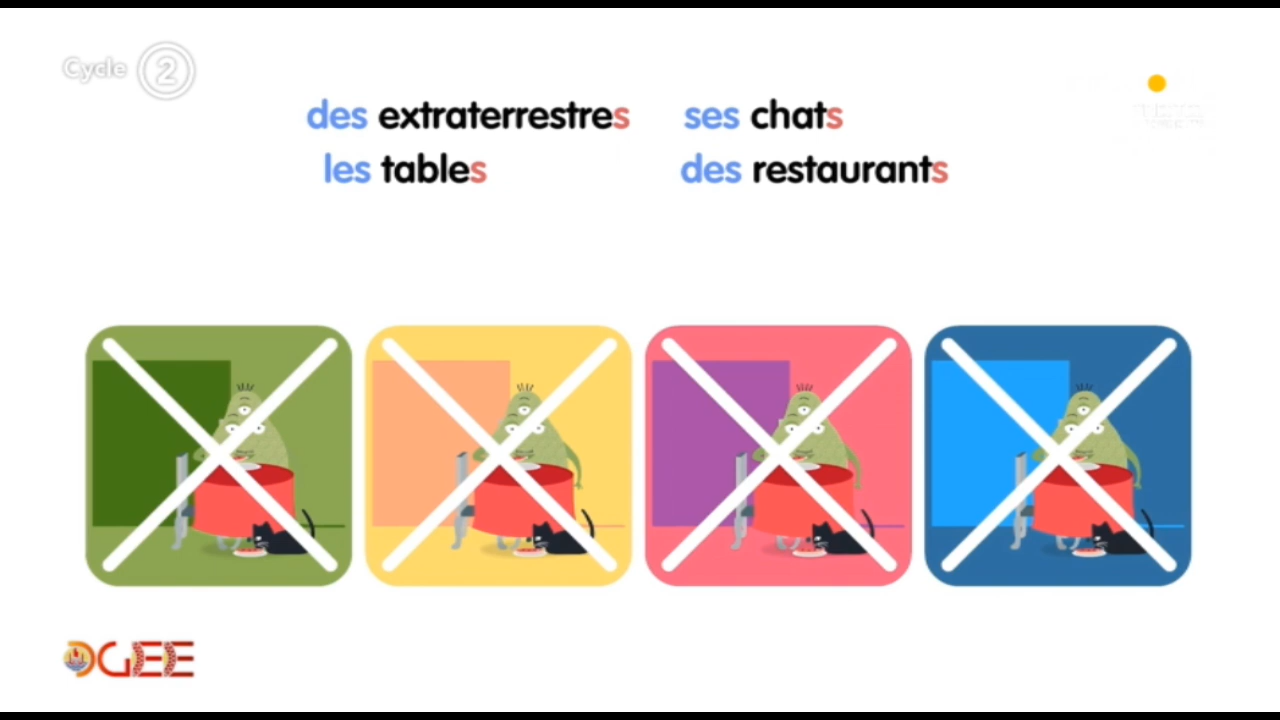 Cycle 2
des extraterrestres ses chats
les tables des restaurants
DGEE